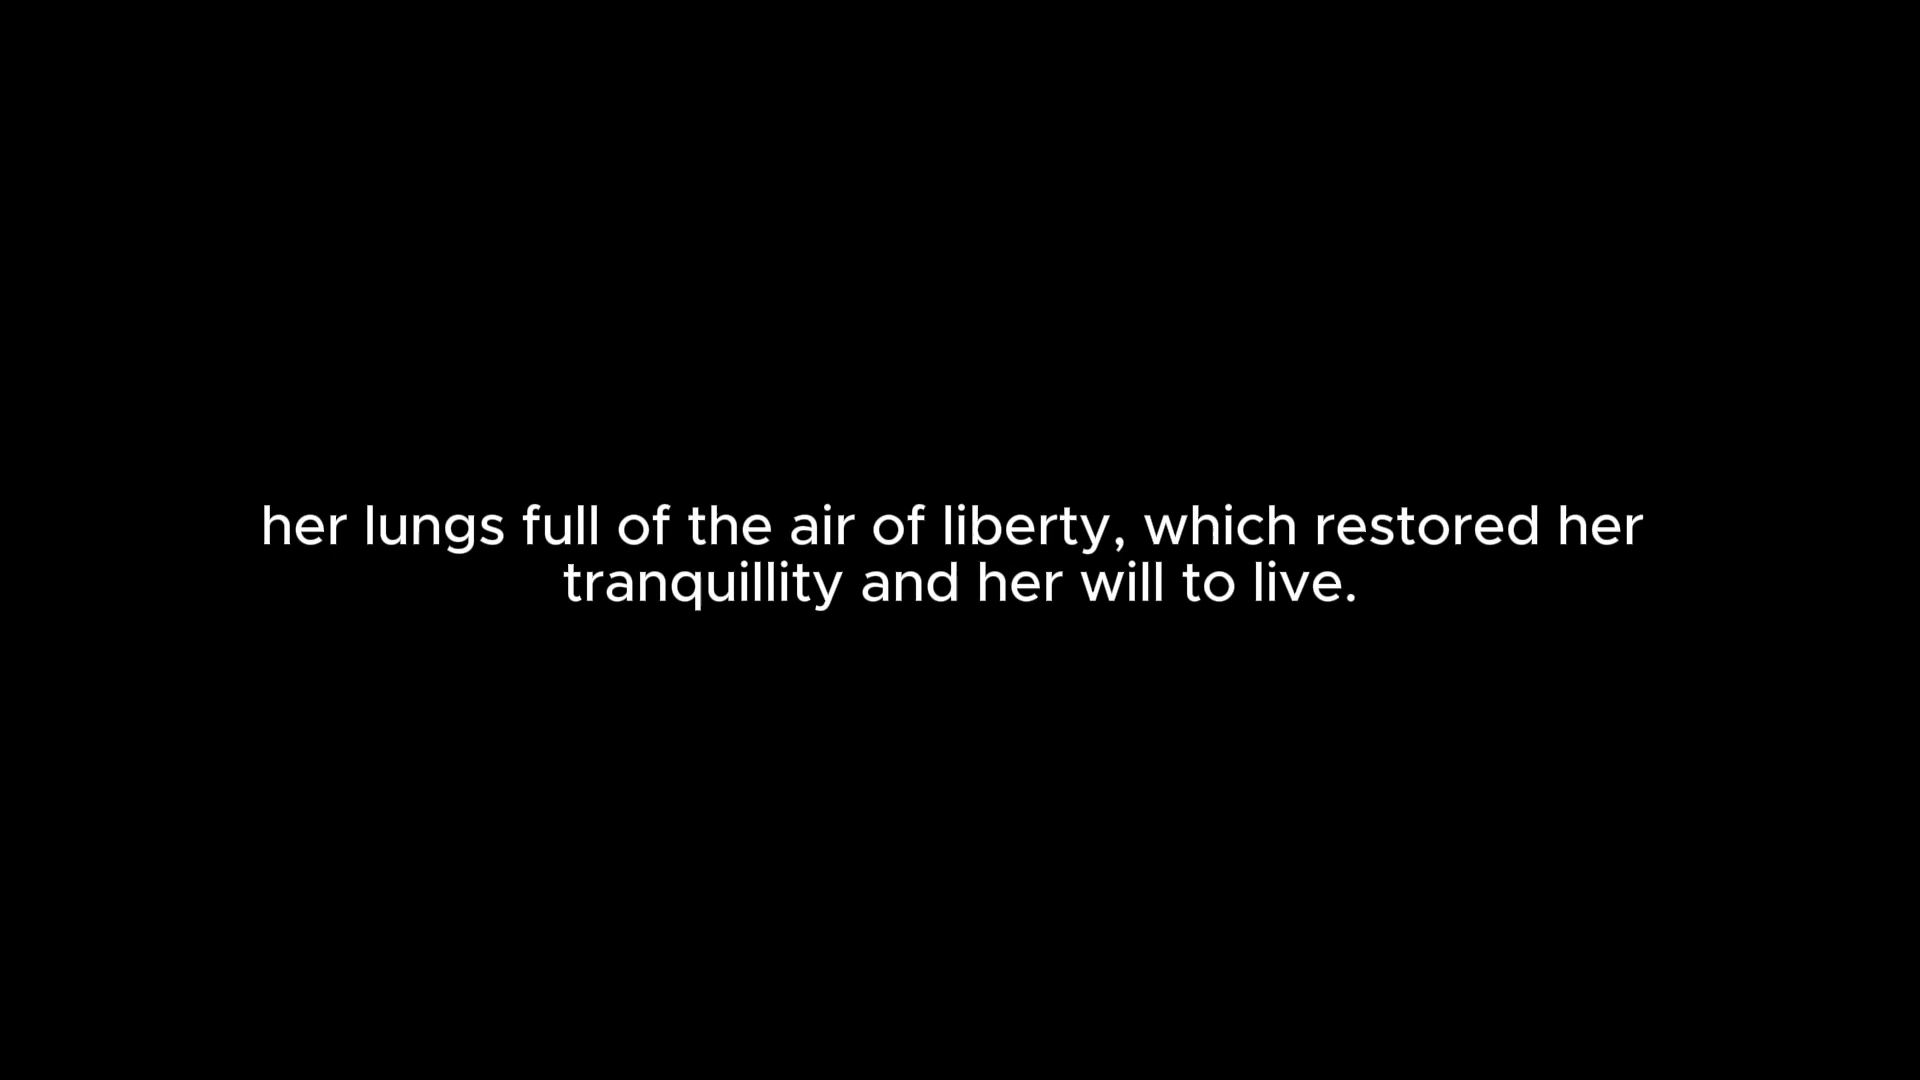 her lungs full of the air of liberty, which restored her
tranquillity and her will to live.